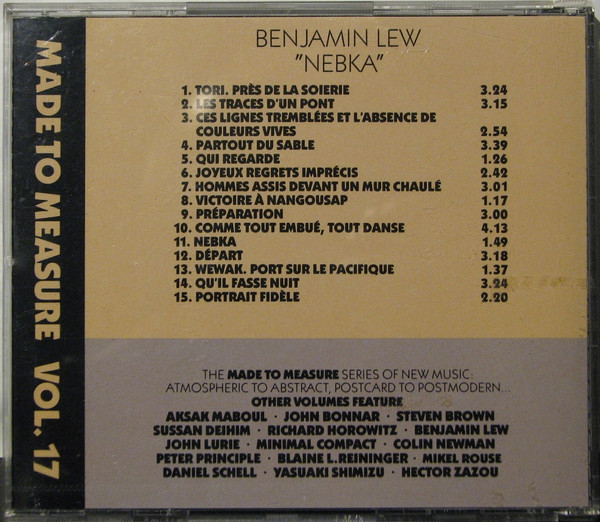 MADE TO MEASURE VOL. 17
BENJAMIN LEW
"NEBKA"
1. TORI. PRÈS DE LA SOIERIE 3.24
2. LES TRACES D'UN PONT 3.15
3. CES LIGNES TREMBLÉES ET L'ABSENCE DE
COULEURS VIVES 2.54
4. PARTOUT DU SABLE 3.39
5. QUI REGARDE 1.26
6. JOYEUX REGRETS IMPRÉCIS 2.42
7. HOMMES ASSIS DEVANT UN MUR CHAULÉ 3.01
8. VICTOIRE À NANGOUSAP 1.17
9. PRÉPARATION 3.00
10. COMME TOUT EMBUÉ, TOUT DANSE 4.13
11. NEBKA 1.49
12. DÉPART 3.18
13. WEWAK. PORT SUR LE PACIFIQUE 1.37
14. QU'IL FASSE NUIT 3.24
15. PORTRAIT FIDÈLE 2.20
THE MADE TO MEASURE SERIES OF NEW MUSIC:
ATMOSPHERIC TO ABSTRACT, POSTCARD TO POSTMODERN...
OTHER VOLUMES FEATURE
AKSAK MABOUL · JOHN BONNAR · STEVEN BROWN
SUSSAN DEIHIM · RICHARD HOROWITZ · BENJAMIN LEW
JOHN LURIE · MINIMAL COMPACT · COLIN NEWMAN
PETER PRINCIPLE · BLAINE L. REININGER · MIKEL ROUSE
DANIEL SCHELL · YASUAKI SHIMIZU · HECTOR ZAZOU